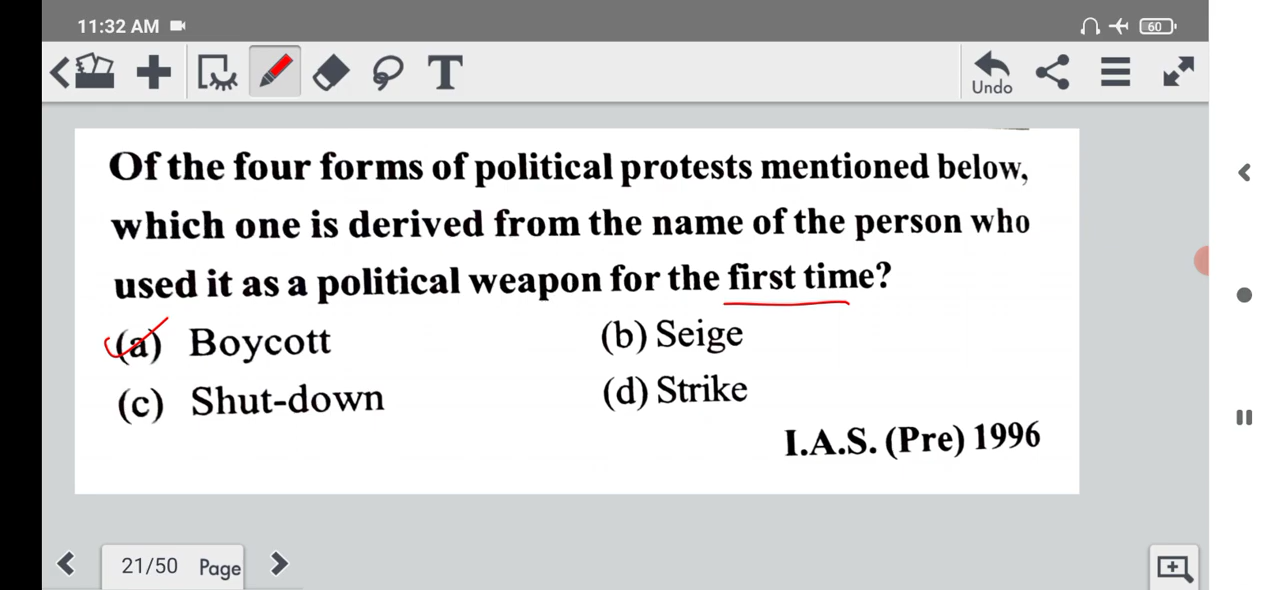 11:32 AM
60
T
Undo
Of the four forms of political protests mentioned below,
which one is derived from the name of the person who
used it as a political weapon for the first time?
(a) Boycott
(b) Seige
(c) Shut-down
(d) Strike
I.A.S. (Pre) 1996
21/50 Page